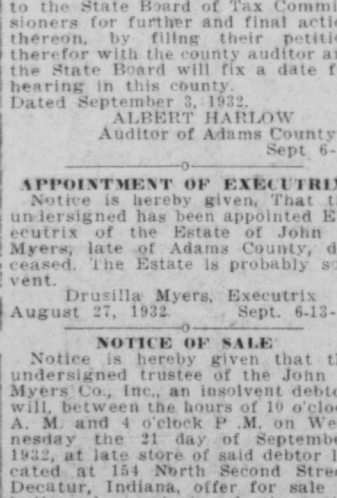 to the State Board of Tax Commi
sioners for further and final actio
thereon, by filing their petitio
therefor with the county auditor an
the State Board will fix a date f
hearing in this county.
Dated September 3, 1932.
ALBERT HARLOW
Auditor of Adams County
Sept 6-
APPOINTMENT OF EXECUTRIX
Notice is hereby given, That t
undersigned has been appointed E
ecutrix of the Estate of John
Myers, late of Adams County, d
ceased. The Estate is probably so
vent.
Drusilla Myers, Executrix
August 27, 1932 Sept. 6-13-
NOTICE OF SALE
Notice is hereby given that t
undersigned trustee of the John
Myers Co., Inc., an insolvent debto
will, between the hours of 10 o'cloc
A. M. and 4 o'clock P .M. on We
nesday the 21 day of Septembe
1932, at late store of said debtor l
cated at 154 North Second Stree
Decatur, Indiana, offer for sale